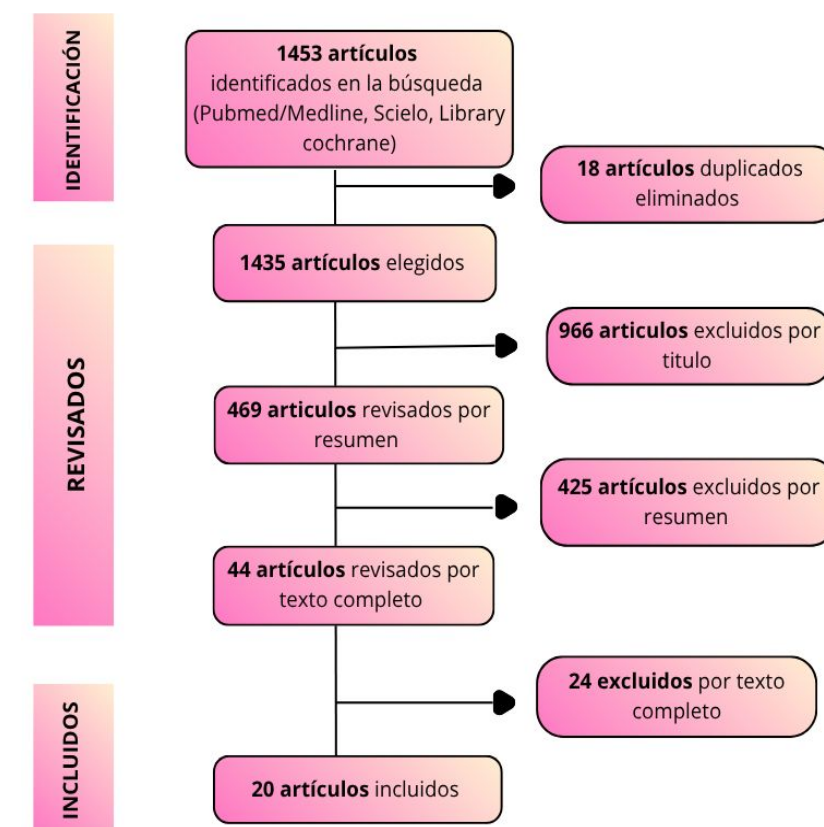 IDENTIFICACIÓN
1453 artículos
identificados en la búsqueda
(Pubmed/Medline, Scielo, Library
cochrane)
18 artículos duplicados
eliminados
1435 artículos elegidos
REVISADOS
966 articulos excluidos por
titulo
469 articulos revisados por
resumen
425 artículos excluidos por
resumen
44 artículos revisados por
texto completo
24 excluidos por texto
completo
INCLUIDOS
20 artículos incluidos